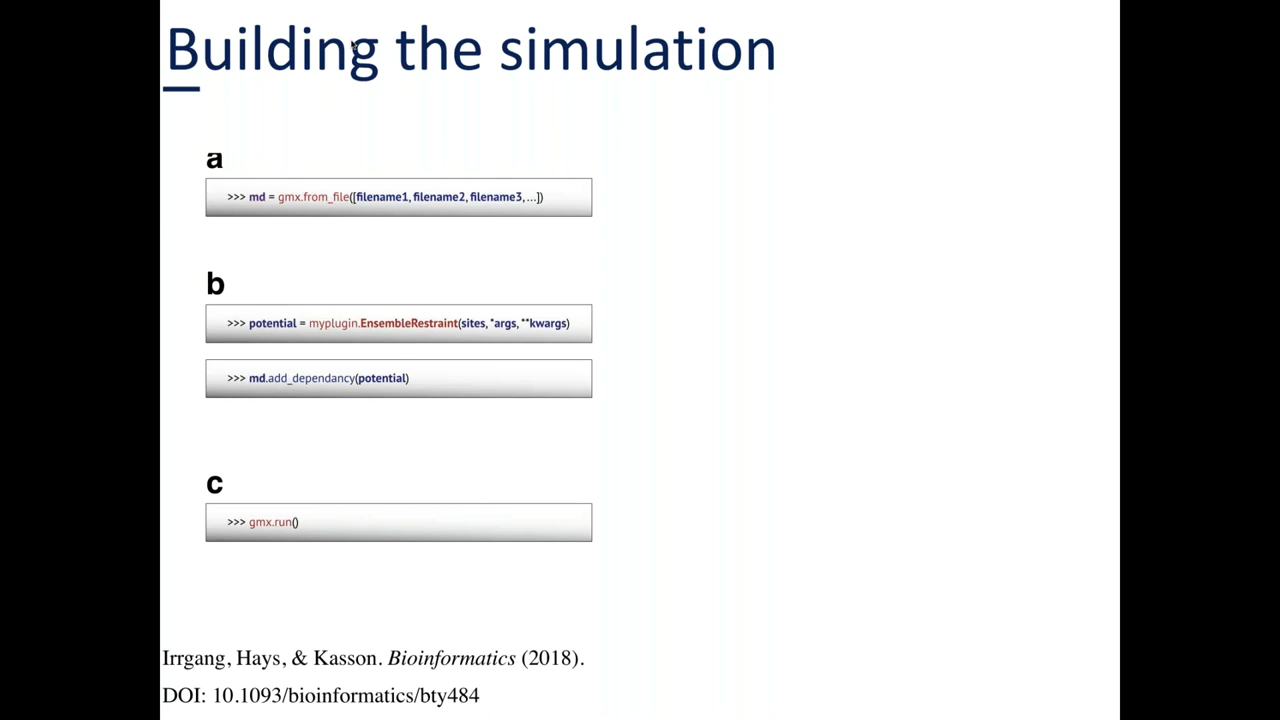 Building the simulation
a
>>> md = gmx.from_file([filename1, filename2, filename3, ...])
b
>>> potential = myplugin.EnsembleRestraint(sites, *args, **kwargs)
>>> md.add_dependancy(potential)
c
>>> gmx.run()
Irrgang, Hays, & Kasson. Bioinformatics (2018).
DOI: 10.1093/bioinformatics/bty484